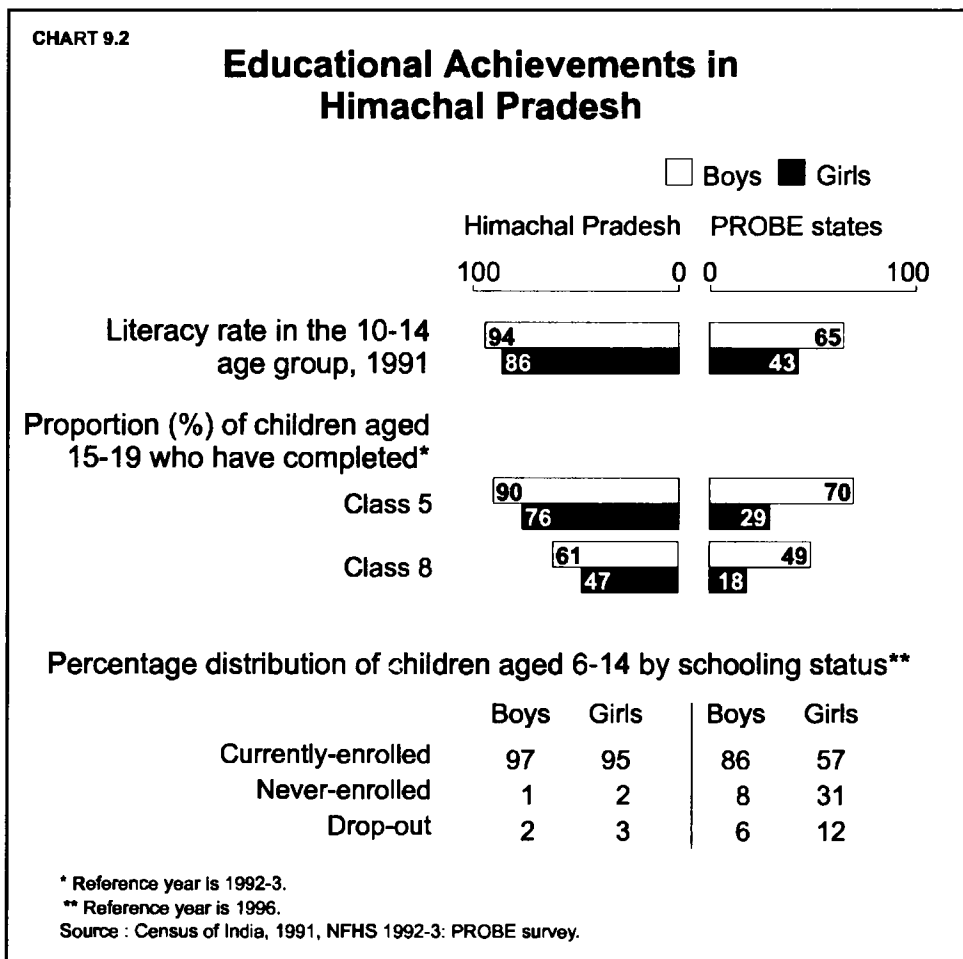 CHART 9.2
Educational Achievements in
Himachal Pradesh
Boys Girls
Himachal Pradesh PROBE states
100 0 0 100
Literacy rate in the 10-14
age group, 1991
94 65
86 43
Proportion (%) of children aged
15-19 who have completed*
Class 5
90 70
76 29
Class 8
61 49
47 18
Percentage distribution of children aged 6-14 by schooling status**
Boys Girls Boys Girls
Currently-enrolled 97 95 86 57
Never-enrolled 1 2 8 31
Drop-out 2 3 6 12
* Reference year is 1992-3.
** Reference year is 1996.
Source : Census of India, 1991, NFHS 1992-3: PROBE survey.